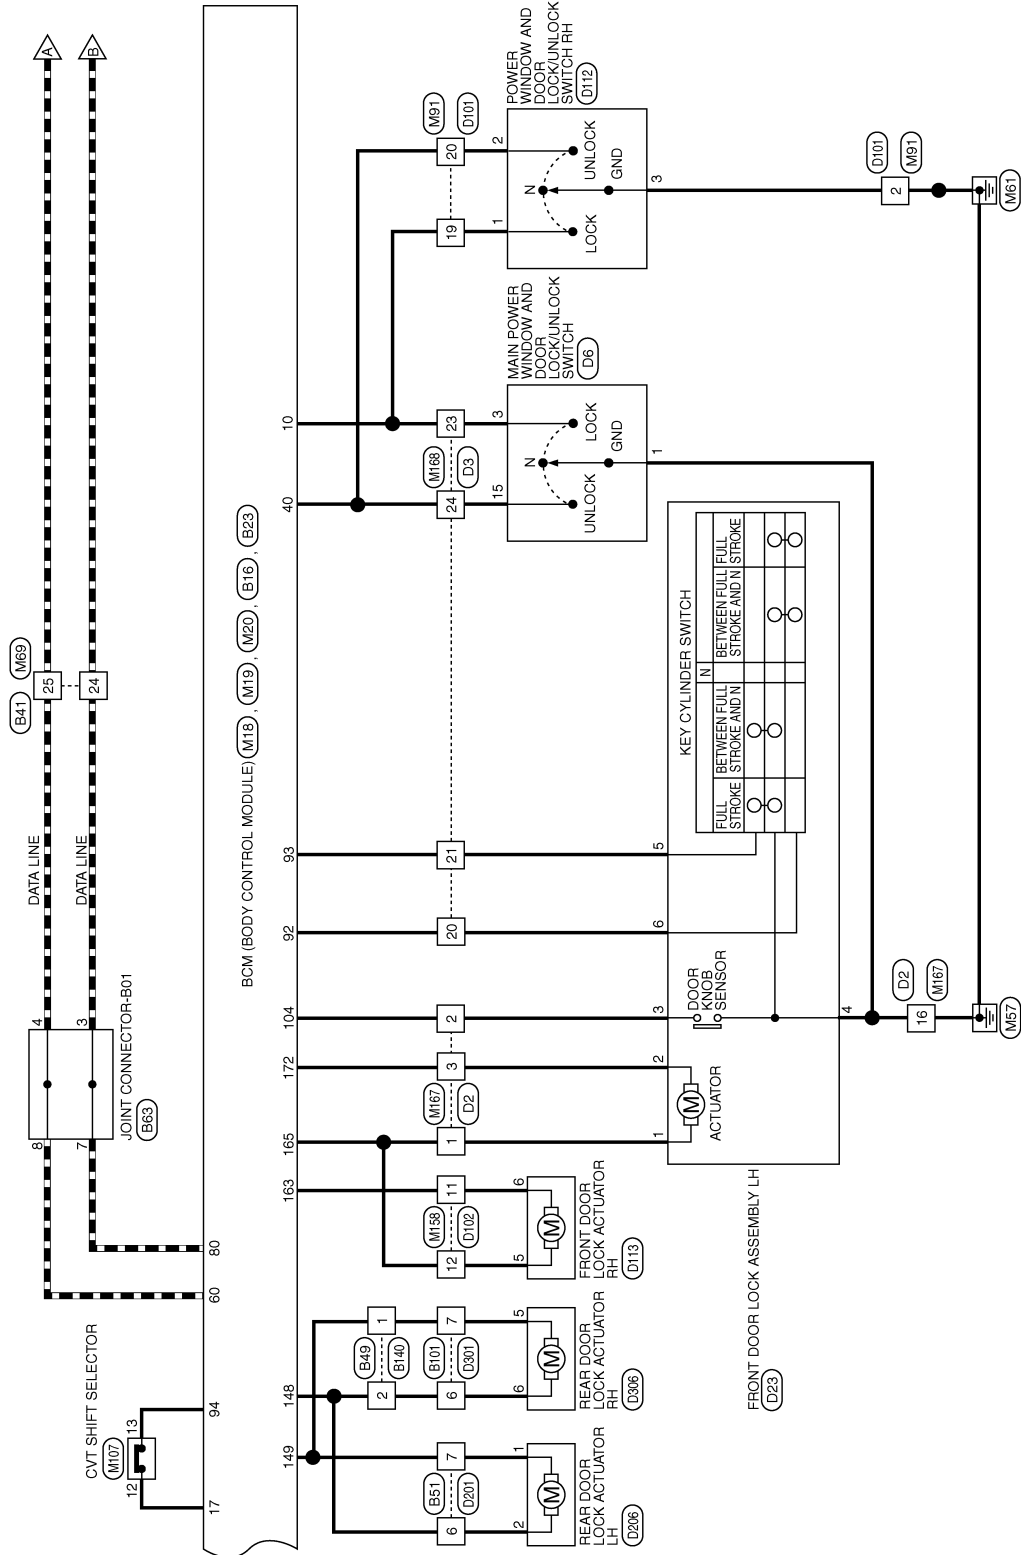 A
B
25
24
B41
M69
DATA LINE
DATA LINE
8
4
7
3
JOINT CONNECTOR-B01
B63
CVT SHIFT SELECTOR
M107
12
13
17
94
60
80
BCM (BODY CONTROL MODULE)
M18
,
M19
,
M20
,
B16
,
B23
149
148
163
165
172
104
92
93
40
10
B49
B140
2
1
B51
D201
6
7
B101
D301
6
7
M158
D102
12
11
M167
D2
1
3
2
20
21
M168
D3
24
23
M91
D101
19
20
2
1
M
REAR DOOR
LOCK ACTUATOR
LH
D206
6
5
M
REAR DOOR
LOCK ACTUATOR
RH
D306
5
6
M
FRONT DOOR
LOCK ACTUATOR
RH
D113
1
2
3
6
5
4
M
ACTUATOR
DOOR
KNOB
SENSOR
KEY CYLINDER SWITCH
FULL
STROKE
BETWEEN FULL
STROKE AND N
N
BETWEEN FULL
STROKE AND N
FULL
STROKE
FRONT DOOR LOCK ASSEMBLY LH
D23
15
3
N
UNLOCK
LOCK
GND
1
MAIN POWER
WINDOW AND
DOOR
LOCK/UNLOCK
SWITCH
D6
1
2
N
LOCK
UNLOCK
GND
3
POWER
WINDOW AND
DOOR
LOCK/UNLOCK
SWITCH RH
D112
16
D2
M167
M57
2
D101
M91
M61